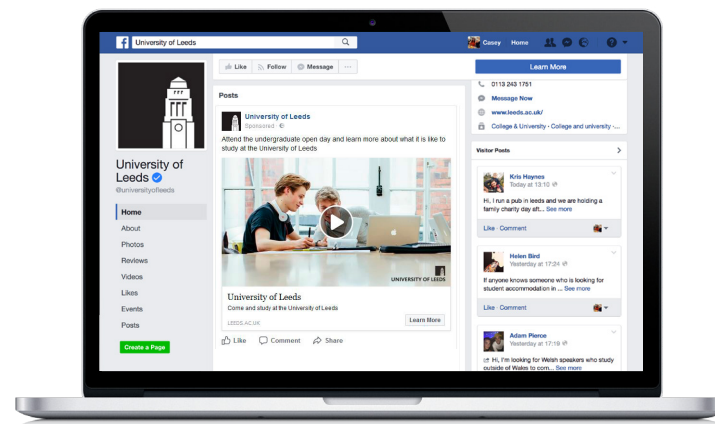 University of Leeds
Casey Home
Like Follow Message ...
Learn More
University of
Leeds
@universityofleeds
Home
About
Photos
Reviews
Videos
Likes
Events
Posts
Create a Page
Posts
University of Leeds
Sponsored ·
Attend the undergraduate open day and learn more about what it is like to
study at the University of Leeds
UNIVERSITY OF LEEDS
University of Leeds
Come and study at the University of Leeds
LEEDS.AC.UK
Learn More
Like Comment Share
0113 243 1751
Message Now
www.leeds.ac.uk/
College & University · College and university -...
Visitor Posts
Kris Haynes
Today at 13:10
Hi, I run a pub in leeds and we are holding a
family charity day aft... See more
Like · Comment
Helen Bird
Yesterday at 17:24
If anyone knows someone who is looking for
student accommodation in ... See more
Like · Comment
Adam Pierce
Yesterday at 17:19
Hi, I'm looking for Welsh speakers who study
outside of Wales to com... See more